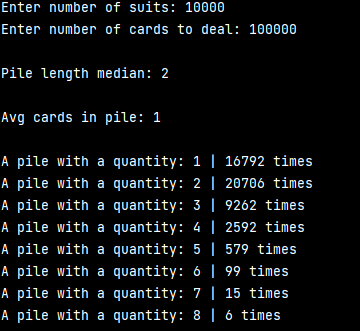 Enter number of suits: 10000
Enter number of cards to deal: 100000
Pile length median: 2
Avg cards in pile: 1
A pile with a quantity: 1 | 16792 times
A pile with a quantity: 2 | 20706 times
A pile with a quantity: 3 | 9262 times
A pile with a quantity: 4 | 2592 times
A pile with a quantity: 5 | 579 times
A pile with a quantity: 6 | 99 times
A pile with a quantity: 7 | 15 times
A pile with a quantity: 8 | 6 times